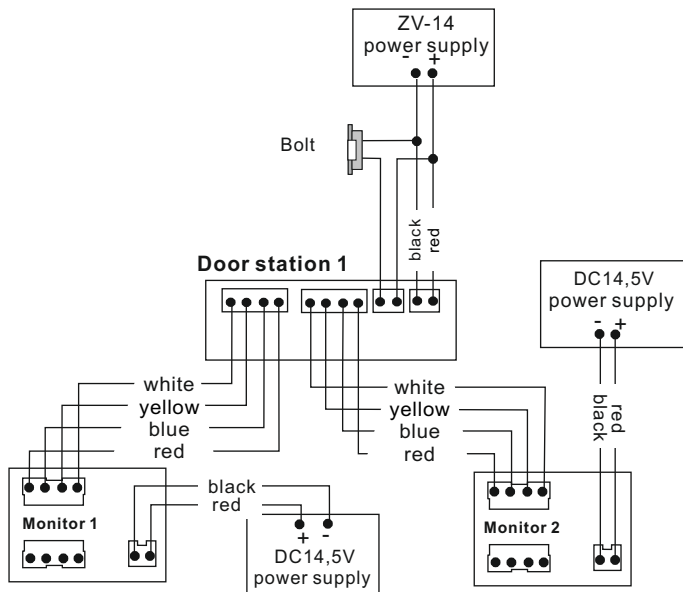 ZV-14
power supply
- +
Bolt
black
red
Door station 1
DC14,5V
power supply
- +
white
yellow
blue
red
white
yellow
blue
red
black
red
black
red
Monitor 1
+ -
DC14,5V
power supply
Monitor 2